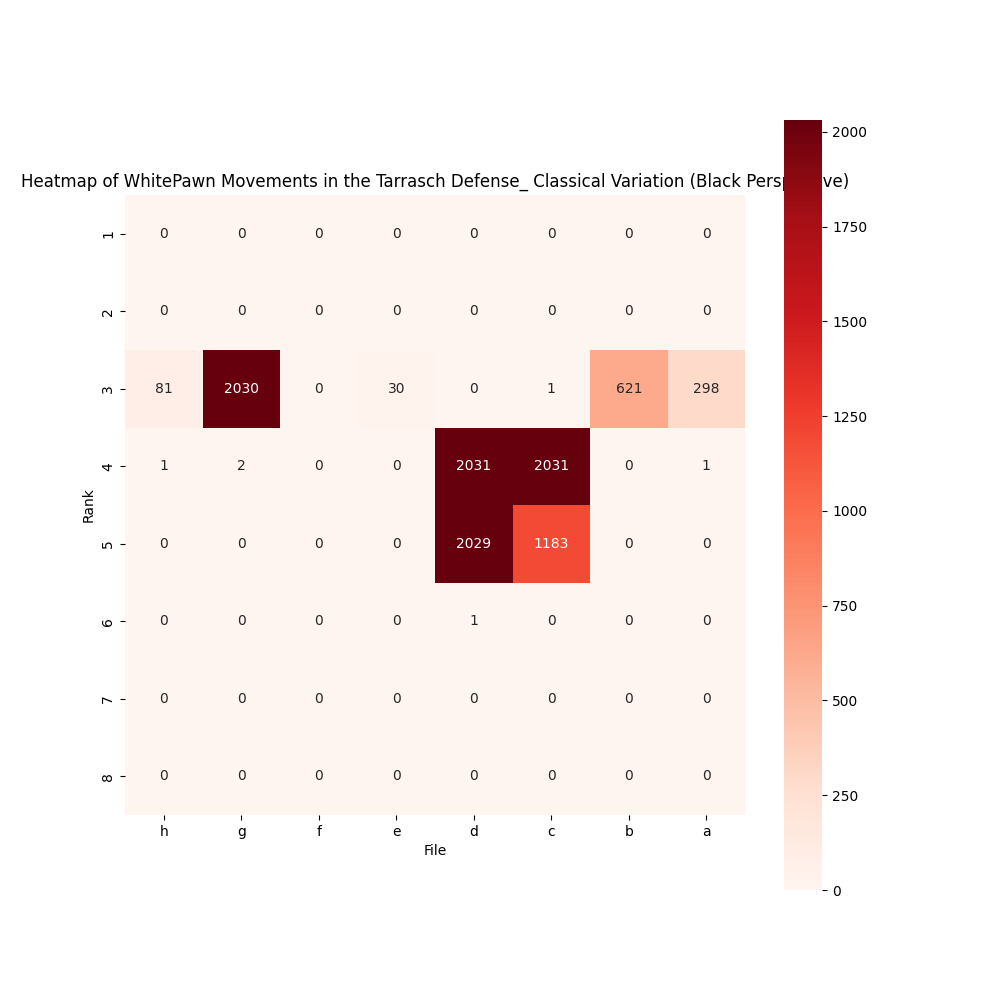 Heatmap of WhitePawn Movements in the Tarrasch Defense_ Classical Variation (Black Pers ve)
2000
1750
1500
1250
1000
750
500
250
0
Rank
1 0 0 0 0 0 0 0 0
2 0 0 0 0 0 0 0 0
3 81 2030 0 30 0 1 621 298
4 1 2 0 0 2031 2031 0 1
5 0 0 0 0 2029 1183 0 0
6 0 0 0 0 1 0 0 0
7 0 0 0 0 0 0 0 0
8 0 0 0 0 0 0 0 0
h g f e d c b a
File